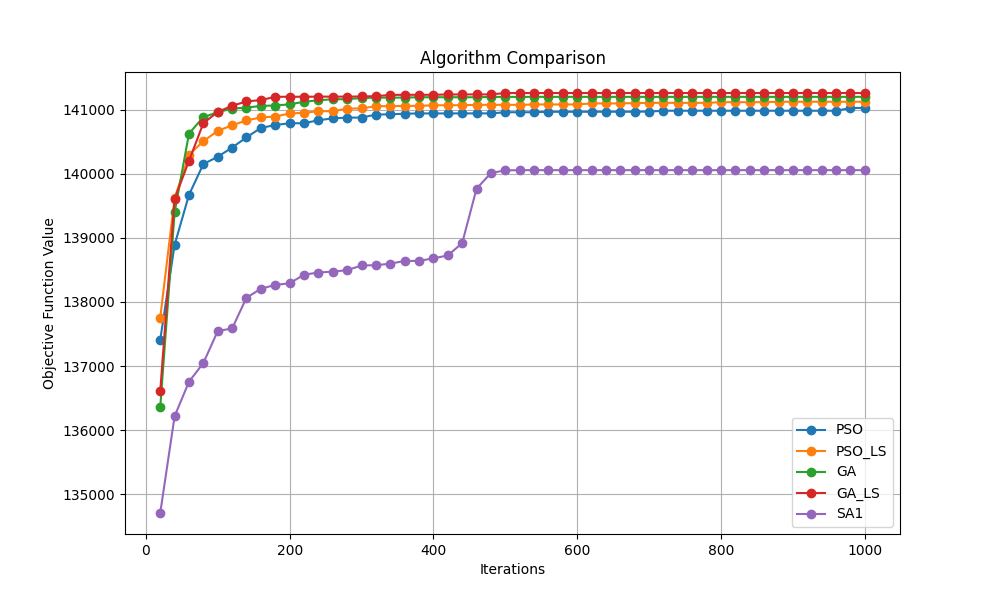 Algorithm Comparison
Objective Function Value
141000
140000
139000
138000
137000
136000
135000
0 200 400 600 800 1000
Iterations
PSO
PSO_LS
GA
GA_LS
SA1